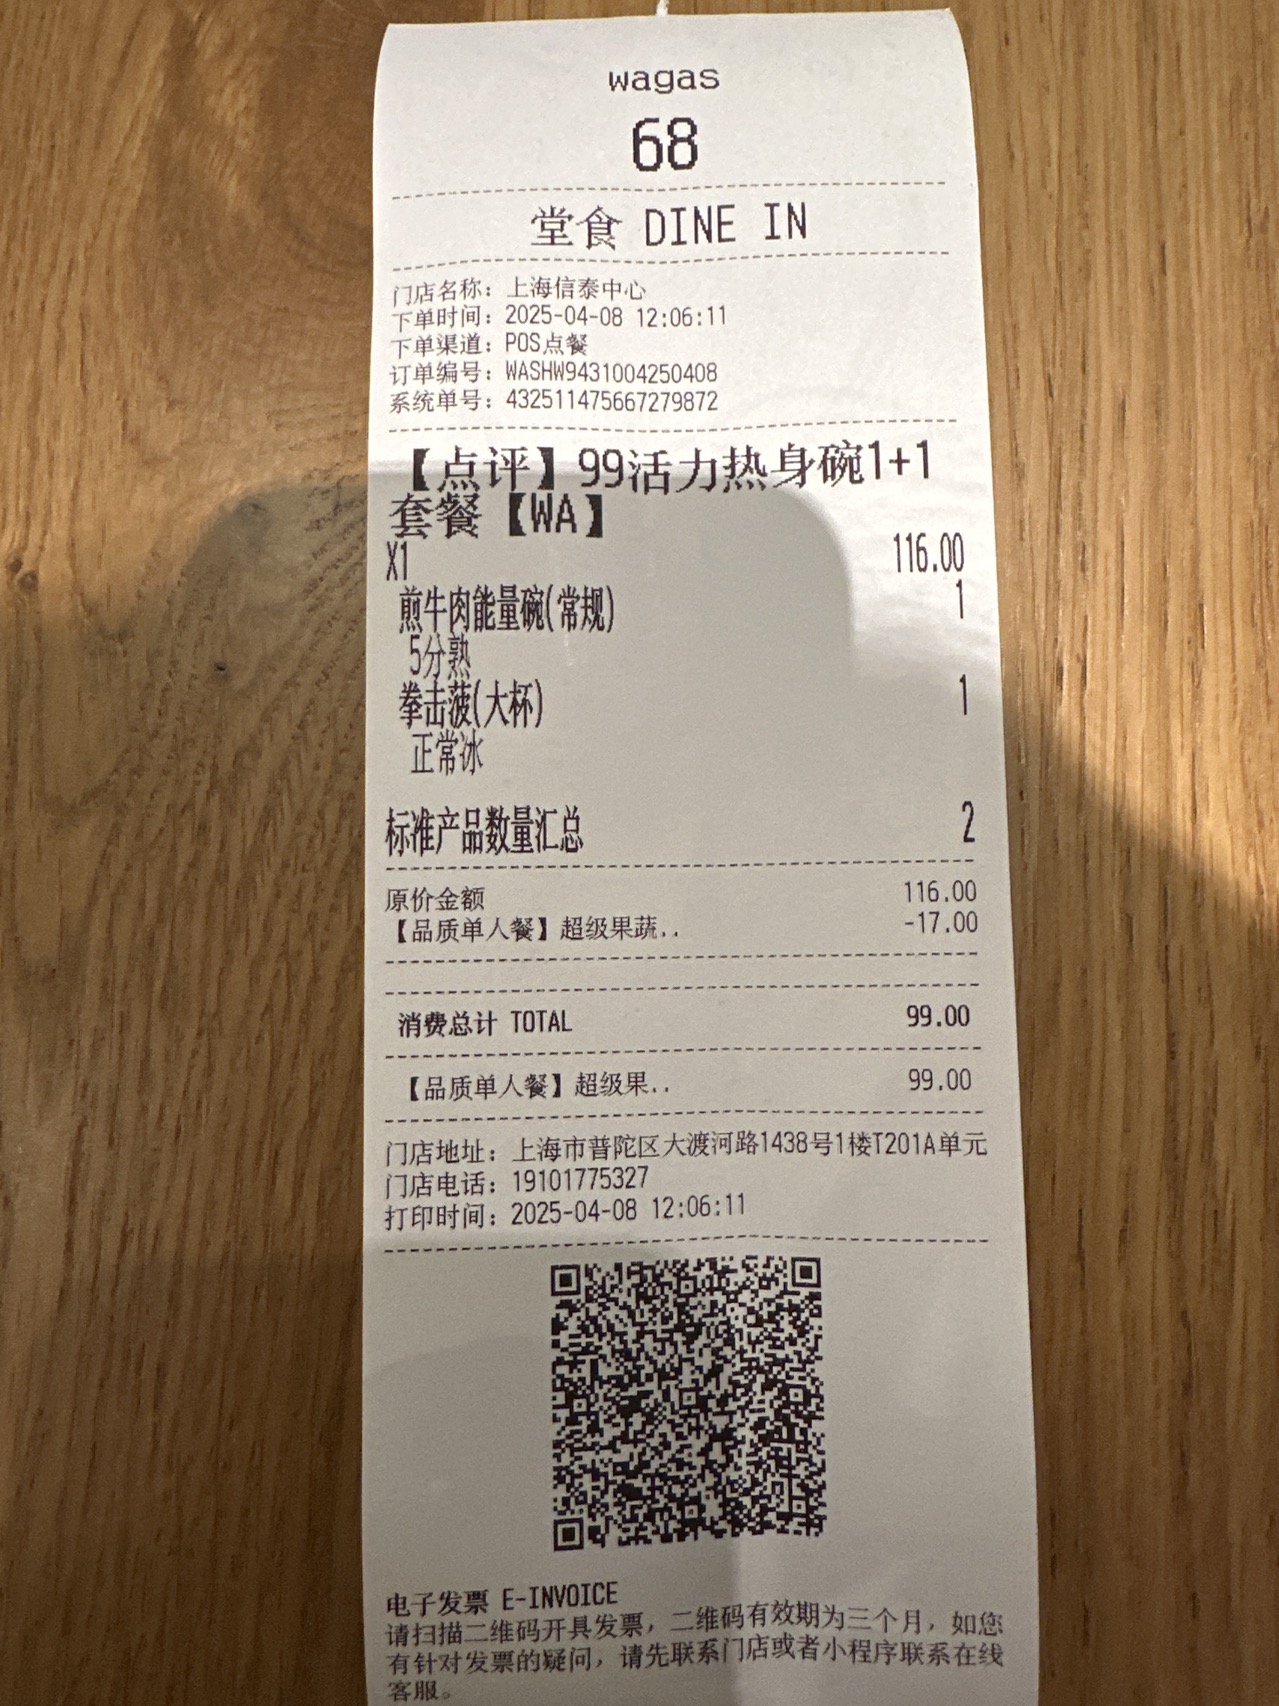 wagas
68
堂食 DINE IN
门店名称：上海信泰中心
下单时间：2025-04-08 12:06:11
下单渠道：POS点餐
订单编号：WASHW9431004250408
系统单号：432511475667279872
【点评】99活力热身碗1+1
套餐【WA】
X1 116.00
煎牛肉能量碗(常规) 1
5分熟
拳击菠(大杯) 1
正常冰
标准产品数量汇总 2
原价金额 116.00
【品质单人餐】超级果蔬.. -17.00
消费总计 TOTAL 99.00
【品质单人餐】超级果.. 99.00
门店地址：上海市普陀区大渡河路1438号1楼T201A单元
门店电话：19101775327
打印时间：2025-04-08 12:06:11
电子发票 E-INVOICE
请扫描二维码开具发票，二维码有效期为三个月，如您
有针对发票的疑问，请先联系门店或者小程序联系在线
客服。